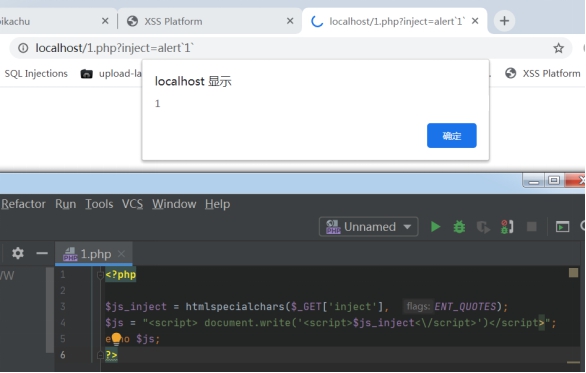 ikachu
XSS Platform
localhost/1.php?inject=alert`1`
localhost/1.php?inject=alert`1`
SQL Injections
upload-la
XSS Platform
localhost 显示
1
确定
Refactor Run Tools VCS Window Help
Unnamed
/W
1.php
1 <?php
2
3 $js_inject = htmlspecialchars($_GET['inject'], flags: ENT_QUOTES);
4 $js = "<script> document.write('<script>$js_inject<\/script>')</script>";
5 echo $js;
6 ?>